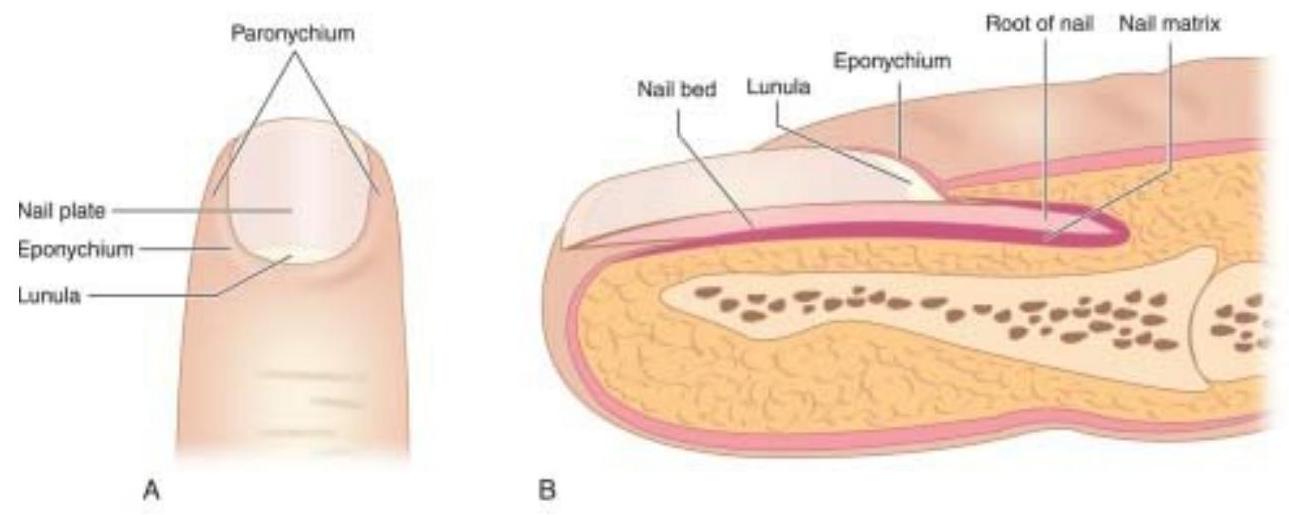 Paronychium
Nail plate
Eponychium
Lunula
A
Root of nail
Nail matrix
Eponychium
Nail bed
Lunula
B